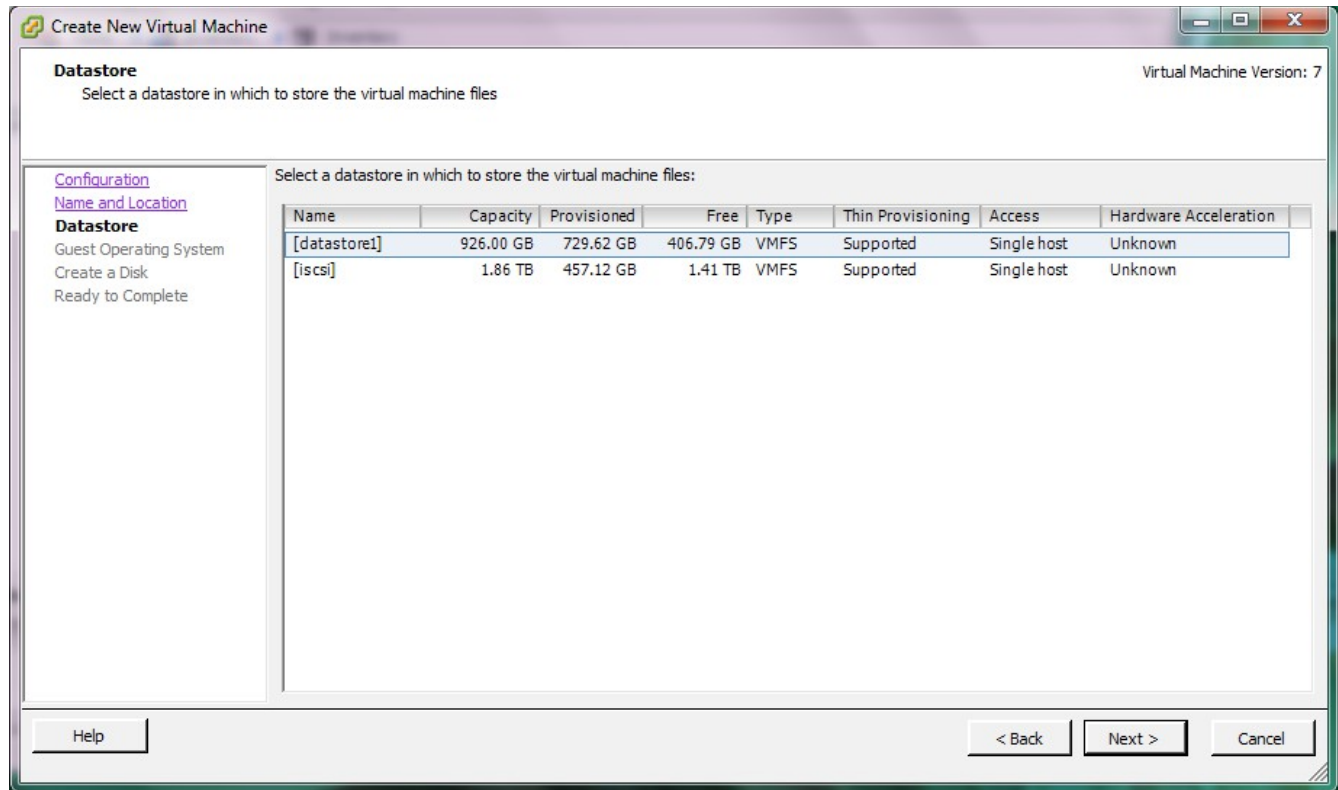 Create New Virtual Machine
Datastore
Select a datastore in which to store the virtual machine files
Virtual Machine Version: 7
Configuration
Name and Location
Datastore
Guest Operating System
Create a Disk
Ready to Complete
Select a datastore in which to store the virtual machine files:
Name Capacity Provisioned Free Type Thin Provisioning Access Hardware Acceleration
[datastore1] 926.00 GB 729.62 GB 406.79 GB VMFS Supported Single host Unknown
[iscsi] 1.86 TB 457.12 GB 1.41 TB VMFS Supported Single host Unknown
Help
< Back
Next >
Cancel